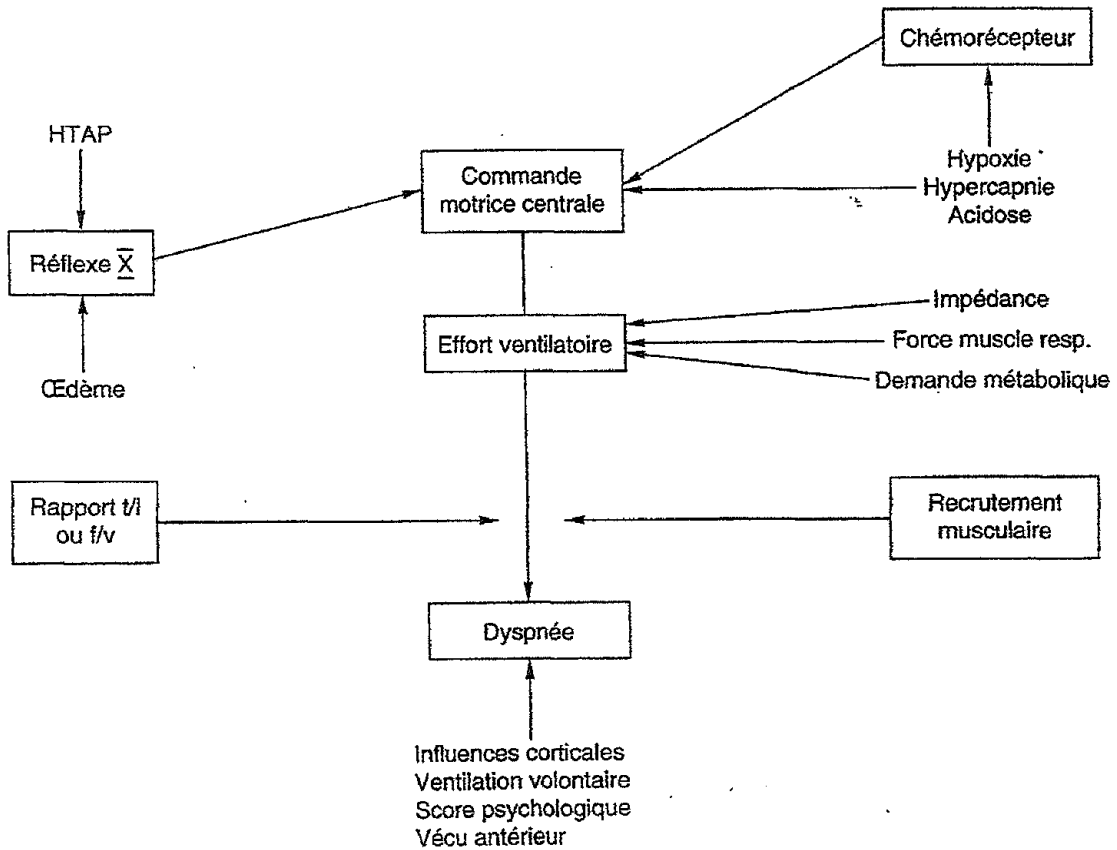 Chémorécepteur
HTAP
Commande
motrice centrale
Hypoxie
Hypercapnie
Acidose
Réflexe X
Impédance
Effort ventilatoire
Force muscle resp.
Demande métabolique
Œdème
Rapport t/l
ou f/v
Recrutement
musculaire
Dyspnée
Influences corticales
Ventilation volontaire
Score psychologique
Vécu antérieur